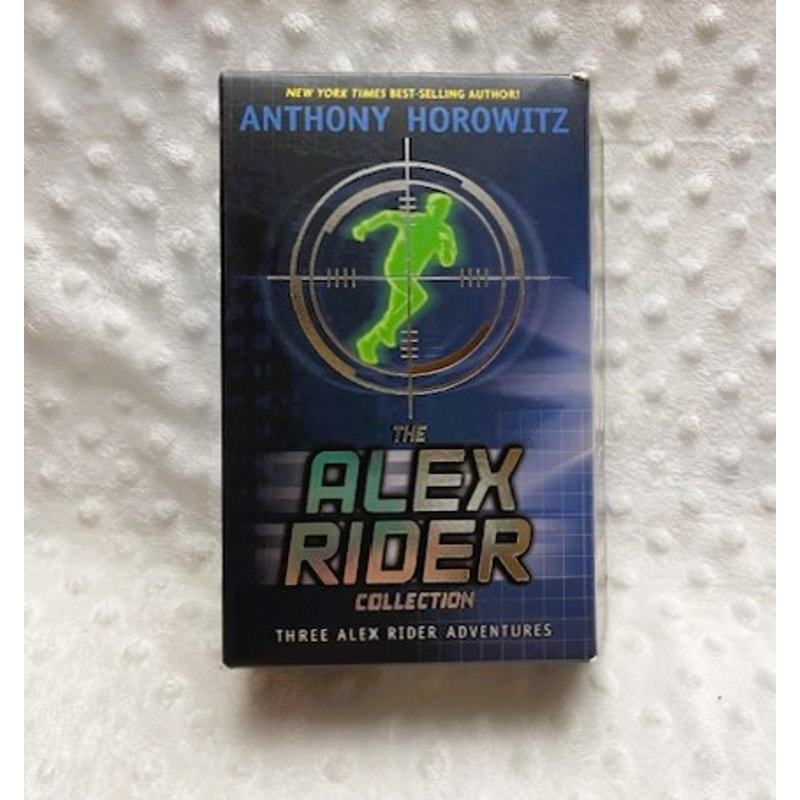 NEW YORK TIMES BEST-SELLING AUTHOR!
ANTHONY HOROWITZ
THE
ALEX
RIDER
COLLECTION
THREE ALEX RIDER ADVENTURES